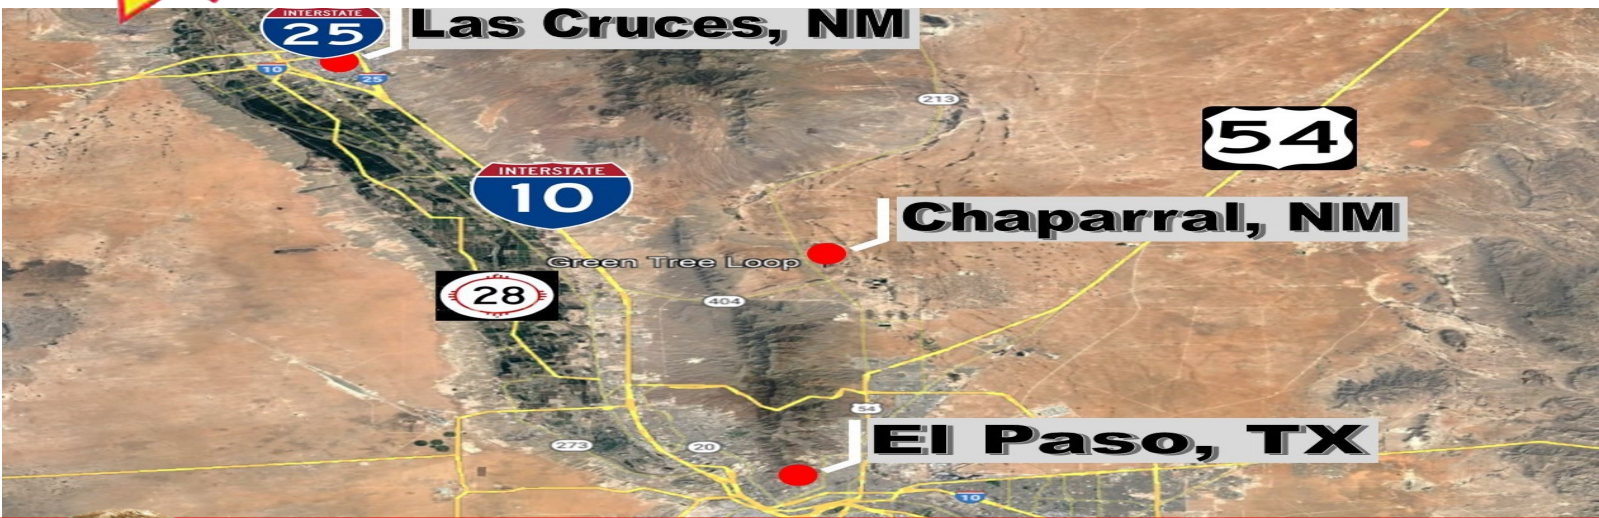 INTERSTATE
25
Las Cruces, NM
10
25
213
54
INTERSTATE
10
Chaparral, NM
Green Tree Loop
28
404
54
El Paso, TX
273
20
10